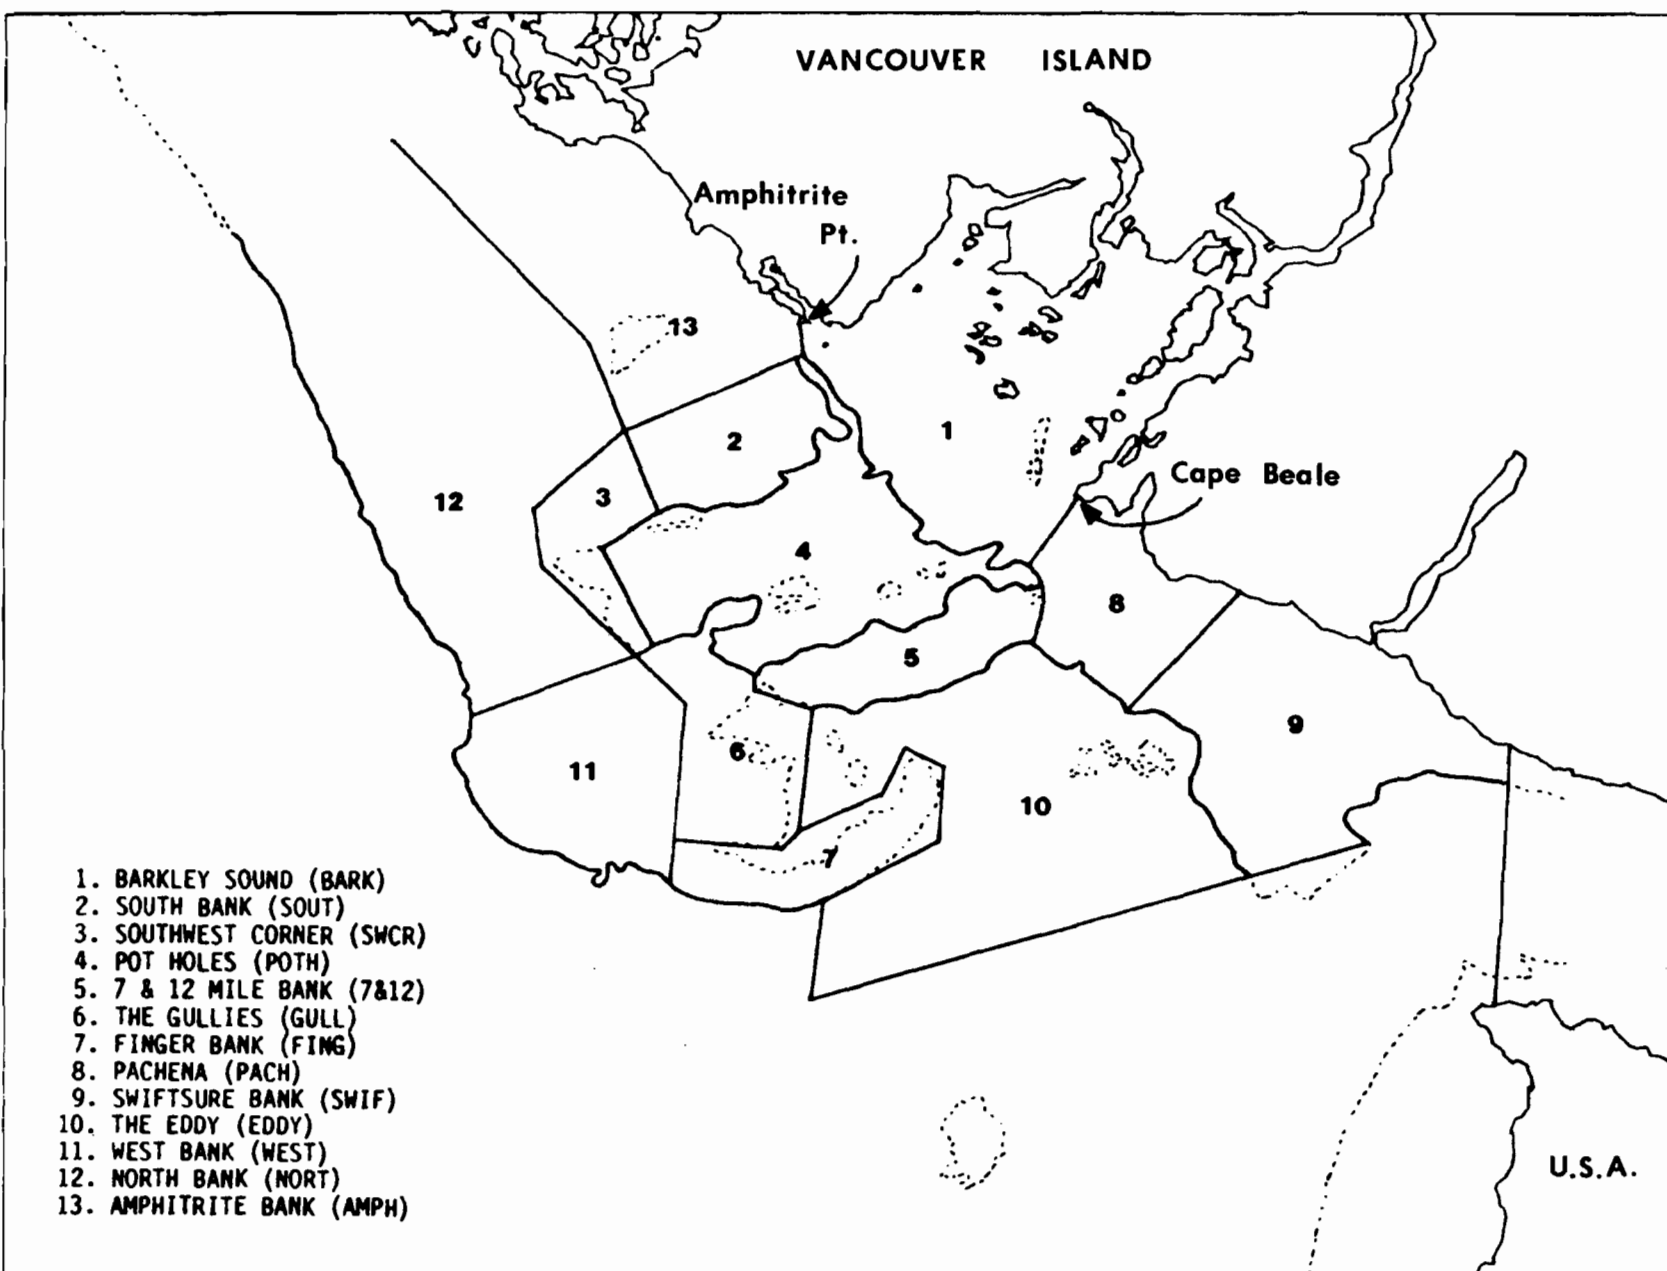 VANCOUVER ISLAND
Amphitrite
Pt.
13
2
1
Cape Beale
3
12
4
8
5
9
6
11
10
7
1. BARKLEY SOUND (BARK)
2. SOUTH BANK (SOUT)
3. SOUTHWEST CORNER (SWCR)
4. POT HOLES (POTH)
5. 7 & 12 MILE BANK (7&12)
6. THE GULLIES (GULL)
7. FINGER BANK (FING)
8. PACHENA (PACH)
9. SWIFTSURE BANK (SWIF)
10. THE EDDY (EDDY)
11. WEST BANK (WEST)
12. NORTH BANK (NORT)
13. AMPHITRITE BANK (AMPH)
U.S.A.